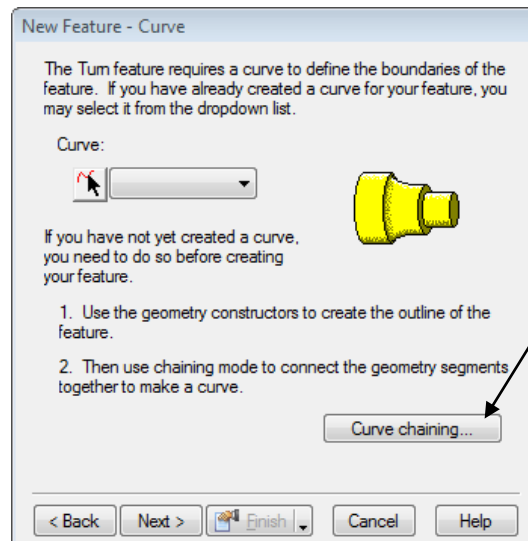 New Feature - Curve
The Turn feature requires a curve to define the boundaries of the
feature. If you have already created a curve for your feature, you
may select it from the dropdown list.
Curve:
If you have not yet created a curve,
you need to do so before creating
your feature.
1. Use the geometry constructors to create the outline of the
feature.
2. Then use chaining mode to connect the geometry segments
together to make a curve.
Curve chaining...
< Back Next > Finish Cancel Help